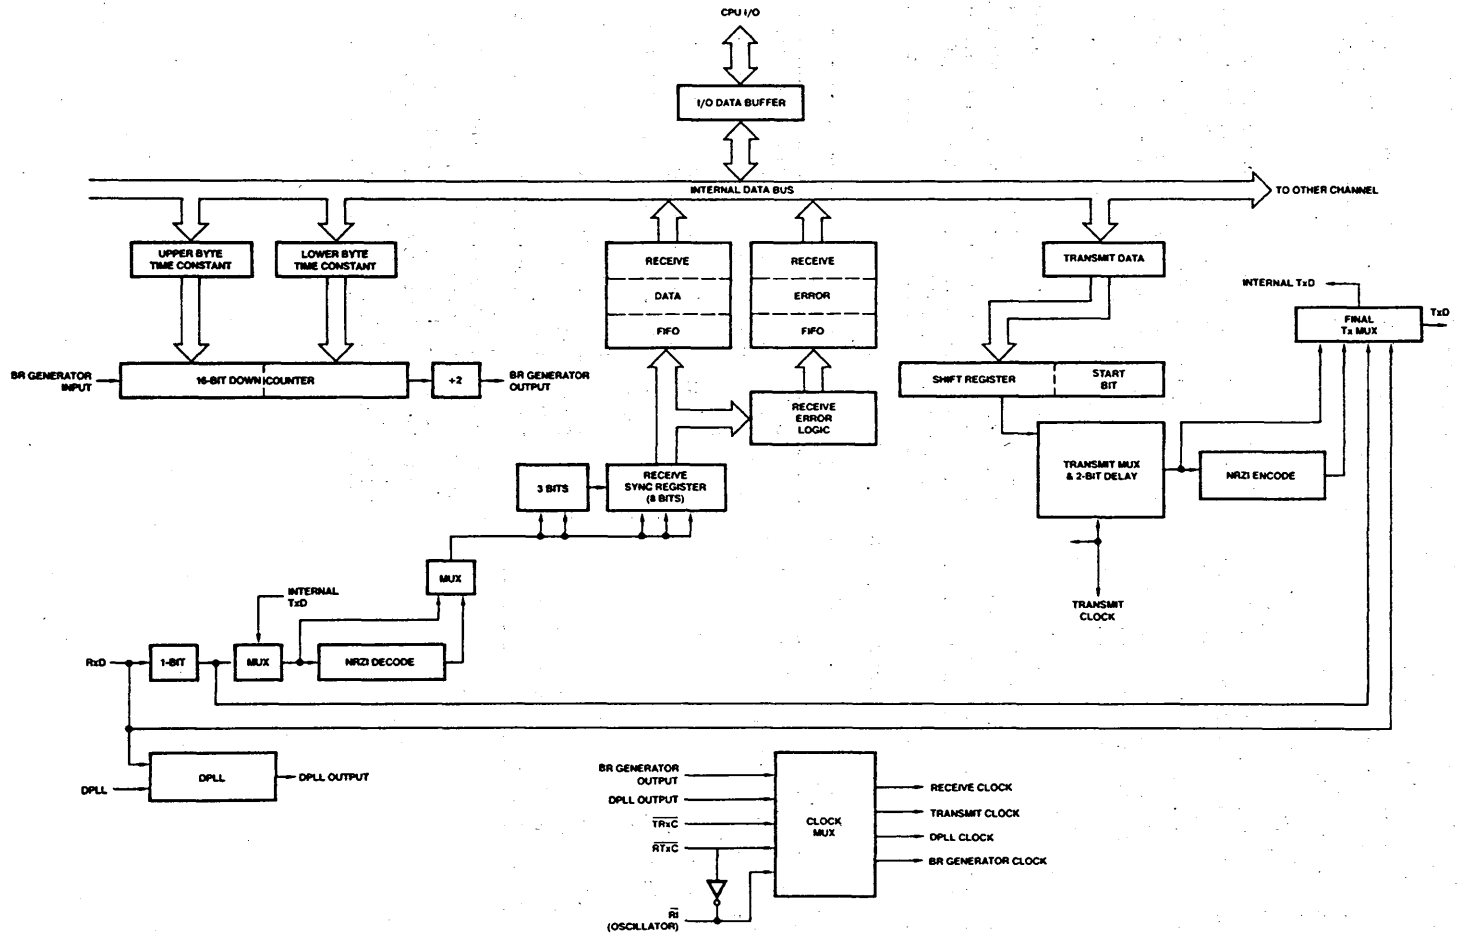 CPU I/O
I/O DATA BUFFER
INTERNAL DATA BUS
TO OTHER CHANNEL
UPPER BYTE
TIME CONSTANT
LOWER BYTE
TIME CONSTANT
RECEIVE
DATA
FIFO
RECEIVE
ERROR
FIFO
TRANSMIT DATA
INTERNAL TxD
FINAL
Tx MUX
TxD
BR GENERATOR
INPUT
16-BIT DOWN COUNTER
÷2
BR GENERATOR
OUTPUT
SHIFT REGISTER
START
BIT
RECEIVE
ERROR
LOGIC
TRANSMIT MUX
& 2-BIT DELAY
NRZI ENCODE
3 BITS
RECEIVE
SYNC REGISTER
(8 BITS)
MUX
INTERNAL
TxD
TRANSMIT
CLOCK
RxD
1-BIT
MUX
NRZI DECODE
DPLL
DPLL
DPLL OUTPUT
BR GENERATOR
OUTPUT
DPLL OUTPUT
T̅R̅x̅C̅
R̅T̅x̅C̅
R̅I̅
(OSCILLATOR)
CLOCK
MUX
RECEIVE CLOCK
TRANSMIT CLOCK
DPLL CLOCK
BR GENERATOR CLOCK